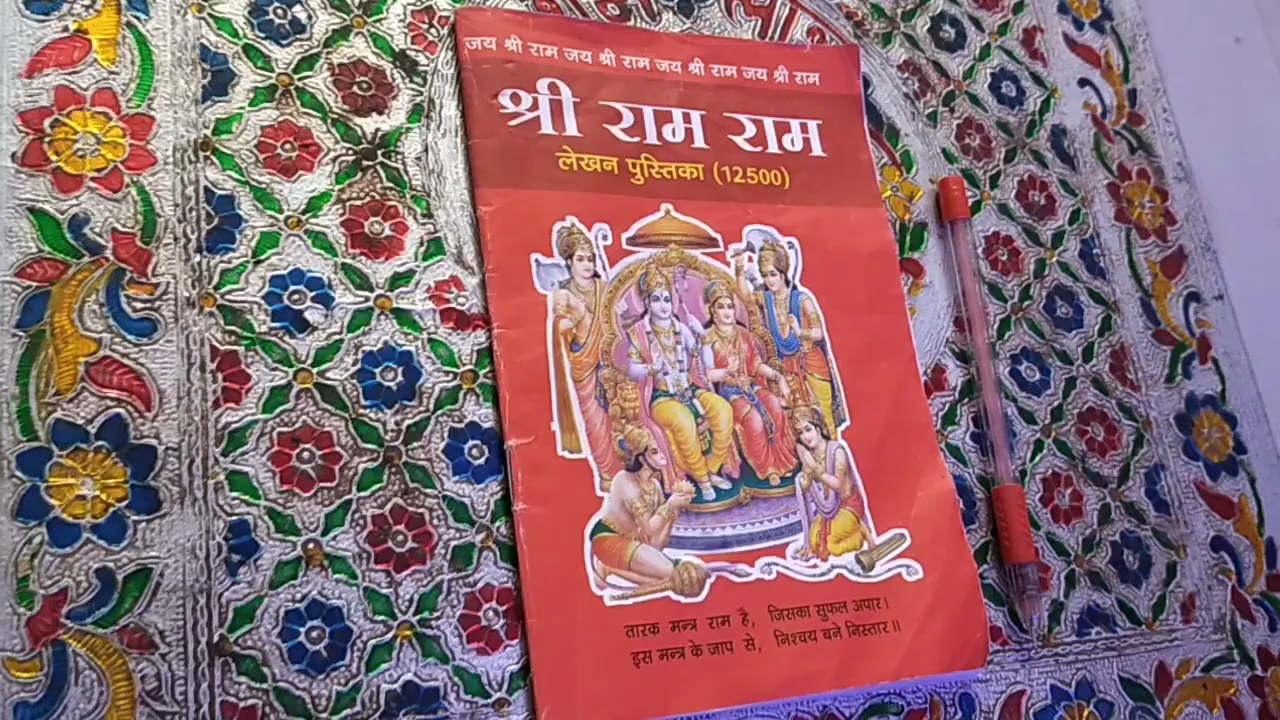 जय श्री राम जय श्री राम जय श्री राम जय श्री राम
श्री राम राम
लेखन पुस्तिका (12500)
तारक मन्त्र राम है, जिसका सुफल अपार।
इस मन्त्र के जाप से, निश्चय बने निस्तार॥